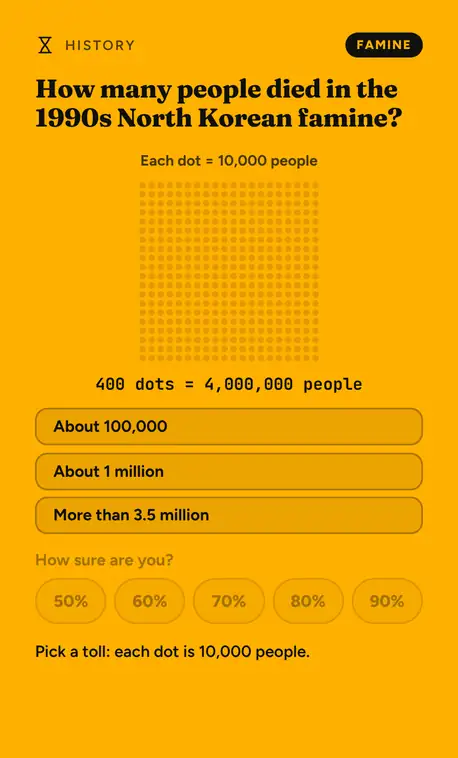 HISTORY
FAMINE
How many people died in the
1990s North Korean famine?
Each dot = 10,000 people
400 dots = 4,000,000 people
About 100,000
About 1 million
More than 3.5 million
How sure are you?
50%
60%
70%
80%
90%
Pick a toll: each dot is 10,000 people.